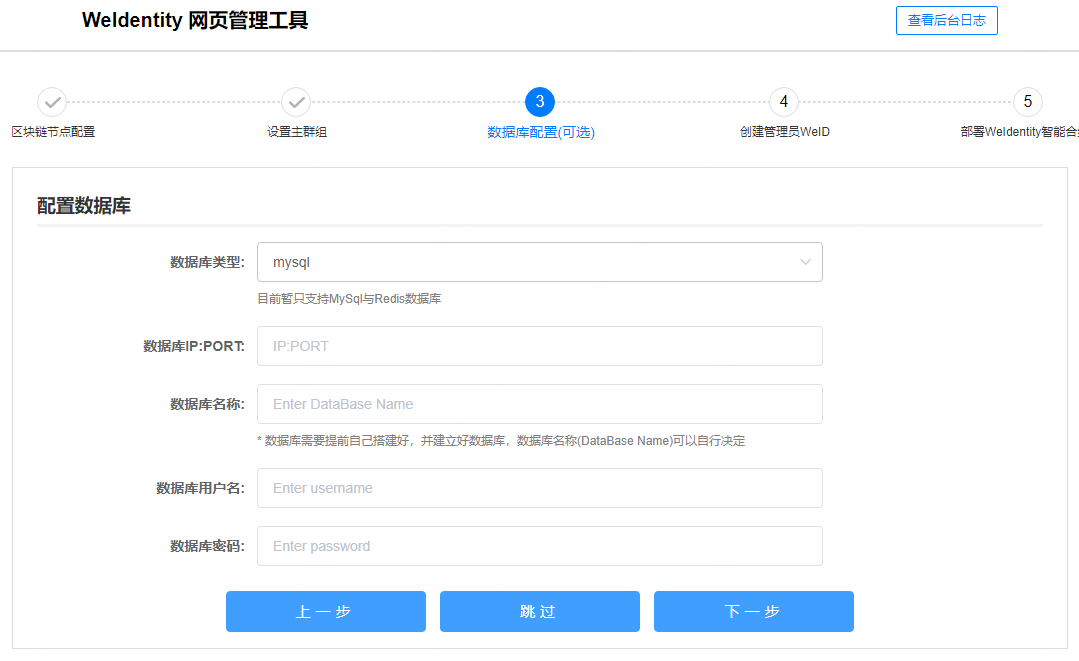 WeIdentity 网页管理工具
查看后台日志
3
4
5
区块链节点配置
设置主群组
数据库配置(可选)
创建管理员WeID
部署WeIdentity智能合
配置数据库
数据库类型:
mysql
目前暂只支持MySql与Redis数据库
数据库IP:PORT:
IP:PORT
数据库名称:
Enter DataBase Name
* 数据库需要提前自己搭建好，并建立好数据库，数据库名称(DataBase Name)可以自行决定
数据库用户名:
Enter username
数据库密码:
Enter password
上一步
跳过
下一步